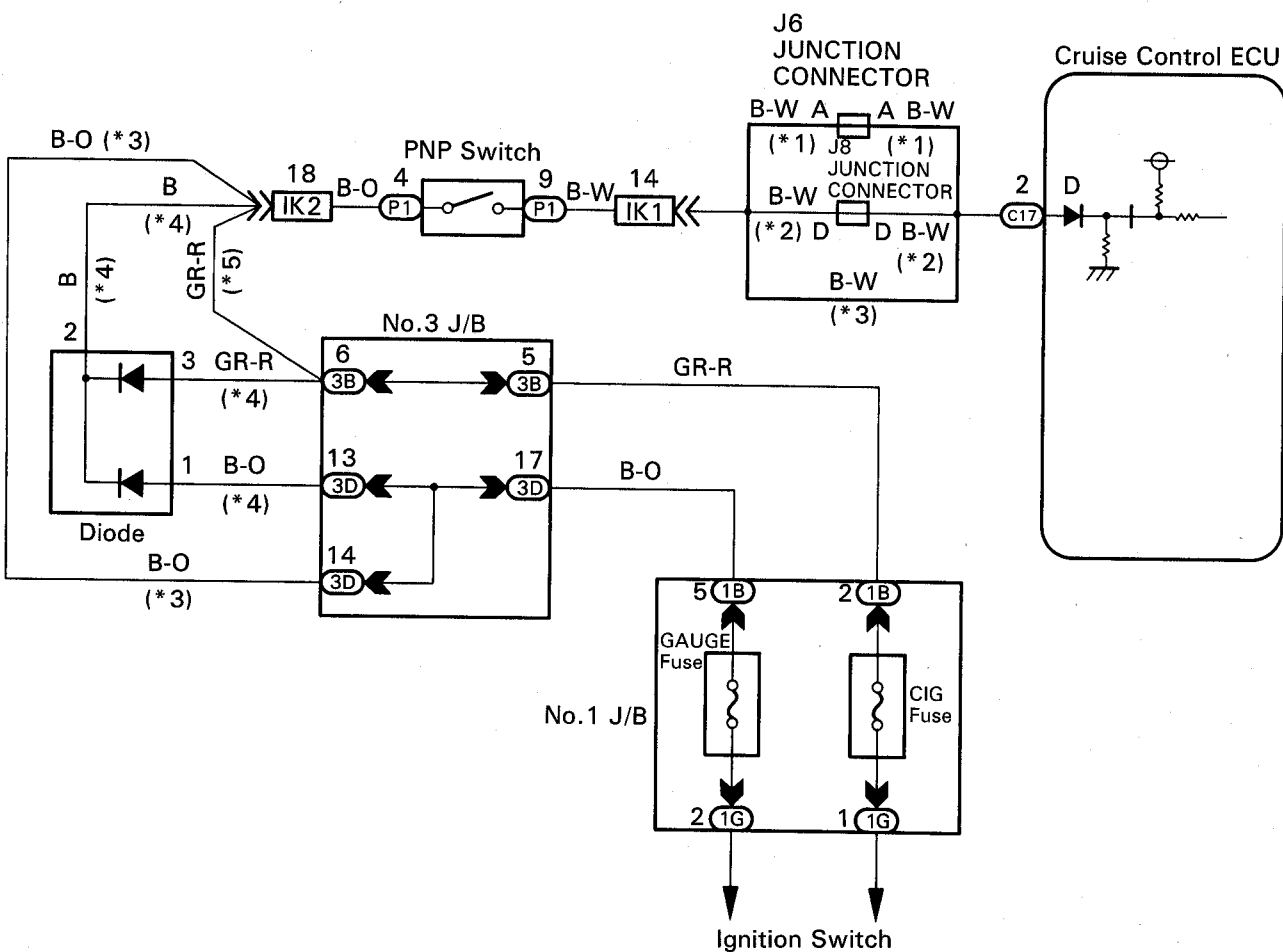 J6
JUNCTION
CONNECTOR
Cruise Control ECU
B-W A A B-W
(*1) (*1)
J8
JUNCTION
CONNECTOR
B-O (*3)
PNP Switch
18
4
9
14
2
B
B-O
B-W
B-W
D
IK2
P1
P1
IK1
C17
(*4)
(*2) D D B-W
(*2)
B
(*4)
GR-R
(*5)
B-W
(*3)
No.3 J/B
2
3
GR-R
(*4)
6
3B
5
3B
GR-R
1
B-O
(*4)
13
3D
17
3D
B-O
Diode
B-O
(*3)
14
3D
5 1B
2 1B
GAUGE
Fuse
CIG
Fuse
No.1 J/B
2 1G
1 1G
Ignition Switch